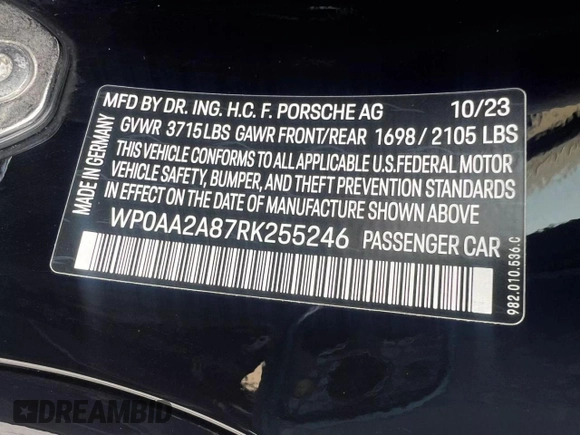 MFD BY DR. ING. H.C. F. PORSCHE AG 10/23
GVWR 3715LBS GAWR FRONT/REAR 1698/2105 LBS
THIS VEHICLE CONFORMS TO ALL APPLICABLE U.S.FEDERAL MOTOR
VEHICLE SAFETY, BUMPER, AND THEFT PREVENTION STANDARDS
IN EFFECT ON THE DATE OF MANUFACTURE SHOWN ABOVE
WP0AA2A87RK255246 PASSENGER CAR
MADE IN GERMANY
982.010.536.C
DREAMBID